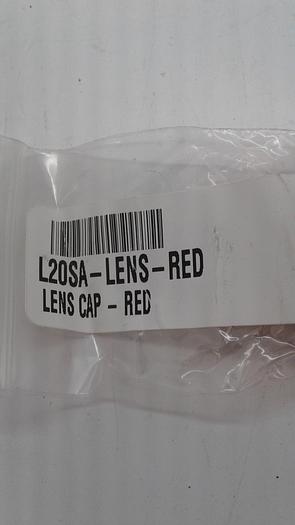 L20SA-LENS-RED
LENS CAP - RED